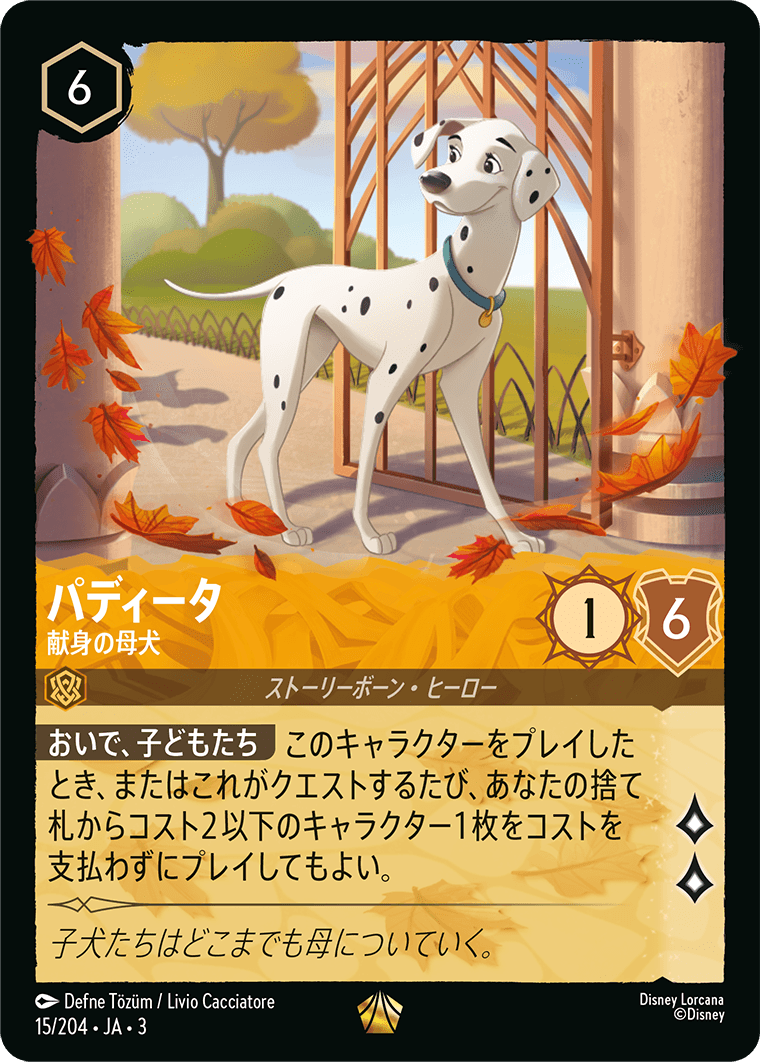 6
パディータ
献身の母犬
1
6
ストーリーボーン・ヒーロー
おいで、子どもたち このキャラクターをプレイした
とき、またはこれがクエストするたび、あなたの捨て
札からコスト2以下のキャラクター1枚をコストを
支払わずにプレイしてもよい。
子犬たちはどこまでも母についていく。
Defne Tözüm / Livio Cacciatore
15/204 • JA • 3
Disney Lorcana
©Disney